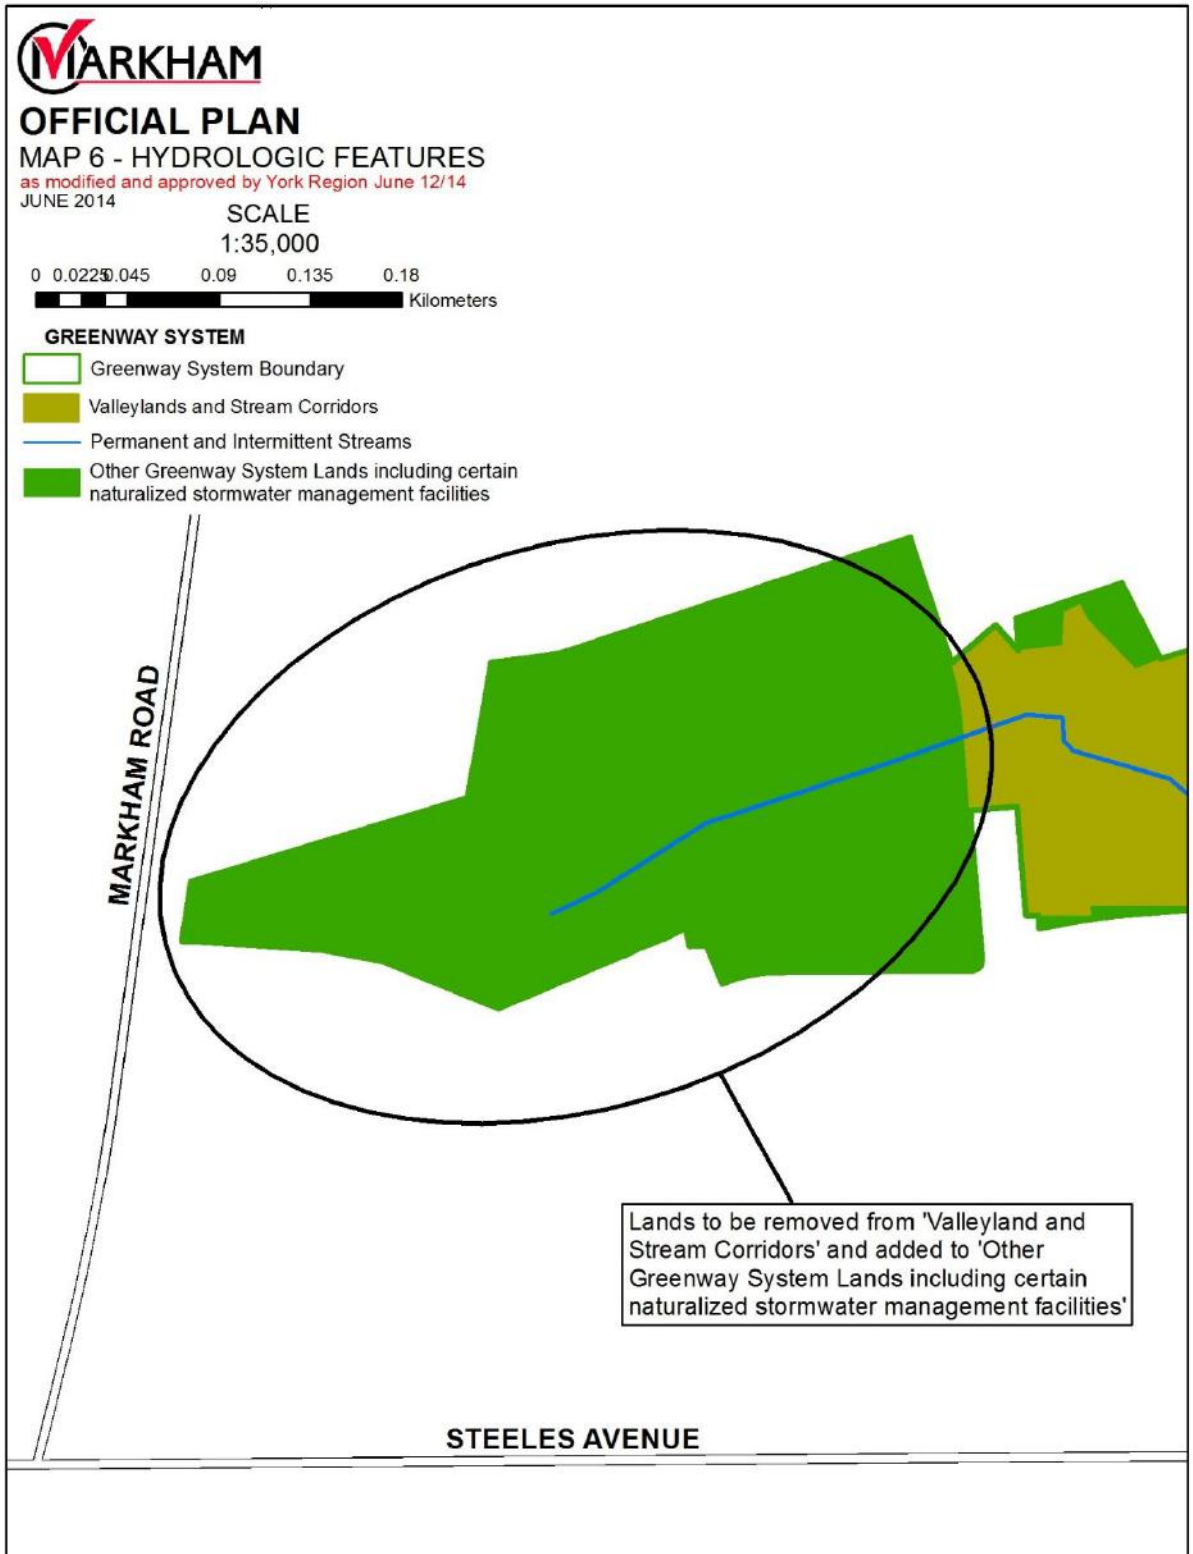 MARKHAM
OFFICIAL PLAN
MAP 6 - HYDROLOGIC FEATURES
as modified and approved by York Region June 12/14
JUNE 2014
SCALE
1:35,000
0 0.0225 0.045 0.09 0.135 0.18
Kilometers
GREENWAY SYSTEM
Greenway System Boundary
Valleylands and Stream Corridors
Permanent and Intermittent Streams
Other Greenway System Lands including certain
naturalized stormwater management facilities
MARKHAM ROAD
Lands to be removed from 'Valleyland and
Stream Corridors' and added to 'Other
Greenway System Lands including certain
naturalized stormwater management facilities'
STEELES AVENUE